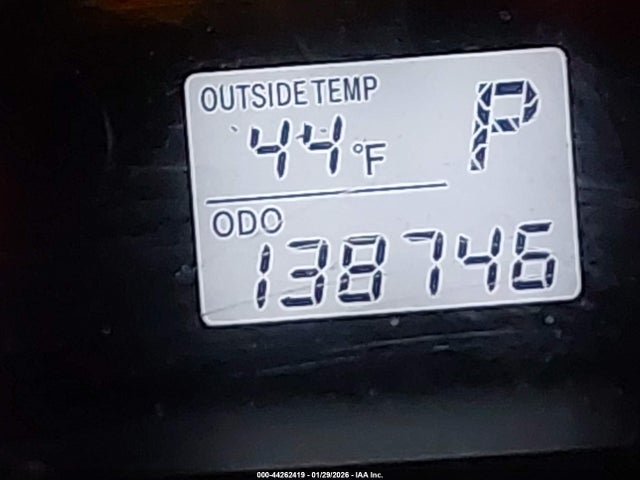 OUTSIDE TEMP
44°F
P
ODO
138746
000-44262419 - 01/29/2026 - IAA Inc.